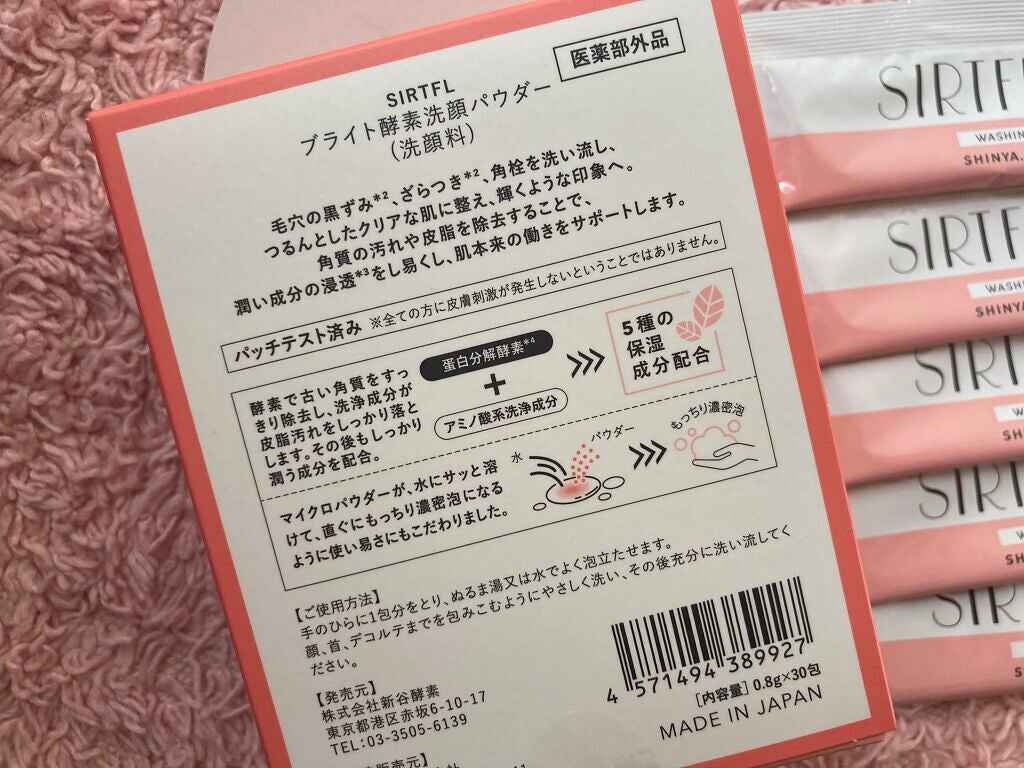 医薬部外品
SIRTFL
ブライト酵素洗顔パウダー
(洗顔料)
毛穴の黒ずみ*2、ざらつき*2、角栓を洗い流し、
つるんとしたクリアな肌に整え、輝くような印象へ。
角質の汚れや皮脂を除去することで、
潤い成分の浸透*3をし易くし、肌本来の働きをサポートします。
パッチテスト済み ※全ての方に皮膚刺激が発生しないということではありません。
酵素で古い角質をすっ
きり除去し、洗浄成分が
皮脂汚れをしっかり落と
します。その後もしっかり
潤う成分を配合。
蛋白分解酵素*4
+
アミノ酸系洗浄成分
5種の
保湿
成分配合
マイクロパウダーが、水にサッと溶
けて、直ぐにもっちり濃密泡になる
ように使い易さにもこだわりました。
水
パウダー
もっちり濃密泡
【ご使用方法】
手のひらに1包分をとり、ぬるま湯又は水でよく泡立たせます。
顔、首、デコルテまでを包みこむようにやさしく洗い、その後充分に洗い流してく
ださい。
【発売元】
株式会社新谷酵素
東京都港区赤坂6-10-17
TEL:03-3505-6139
4 571494 389927
[内容量] 0.8g×30包
MADE IN JAPAN
SIRTFL
WASHIN
SHINYA.
SIRTF
WASHI
SHINYA
SIRTF
W
SH
SIRTF
W
SH
SIRT
SH